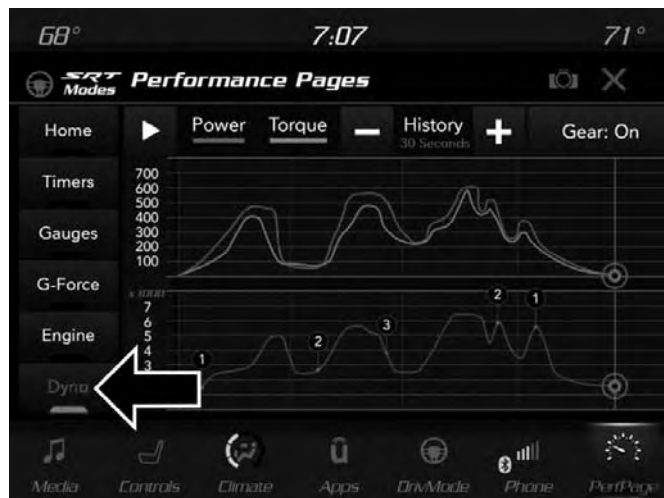 68° 7:07 71°
SRT Modes Performance Pages
Home Power Torque History 30 Seconds Gear: On
Timers
Gauges
G-Force
Engine
Dyno
700
600
500
400
300
200
100
x 1000
7
6
5
4
3
1 2 3 2 1
Media Controls Climate Apps DrivMode Phone PerfPage